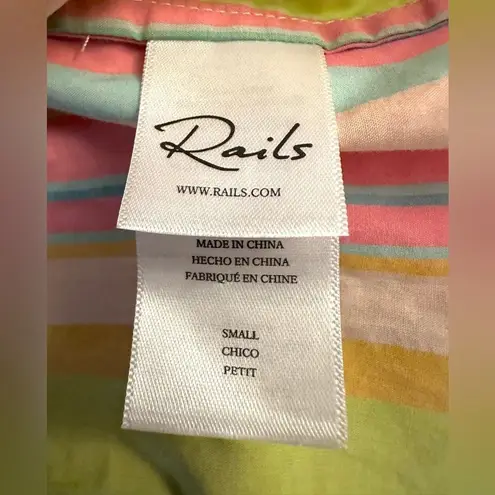 Rails
WWW.RAILS.COM
MADE IN CHINA
HECHO EN CHINA
FABRIQUÉ EN CHINE
SMALL
CHICO
PETIT